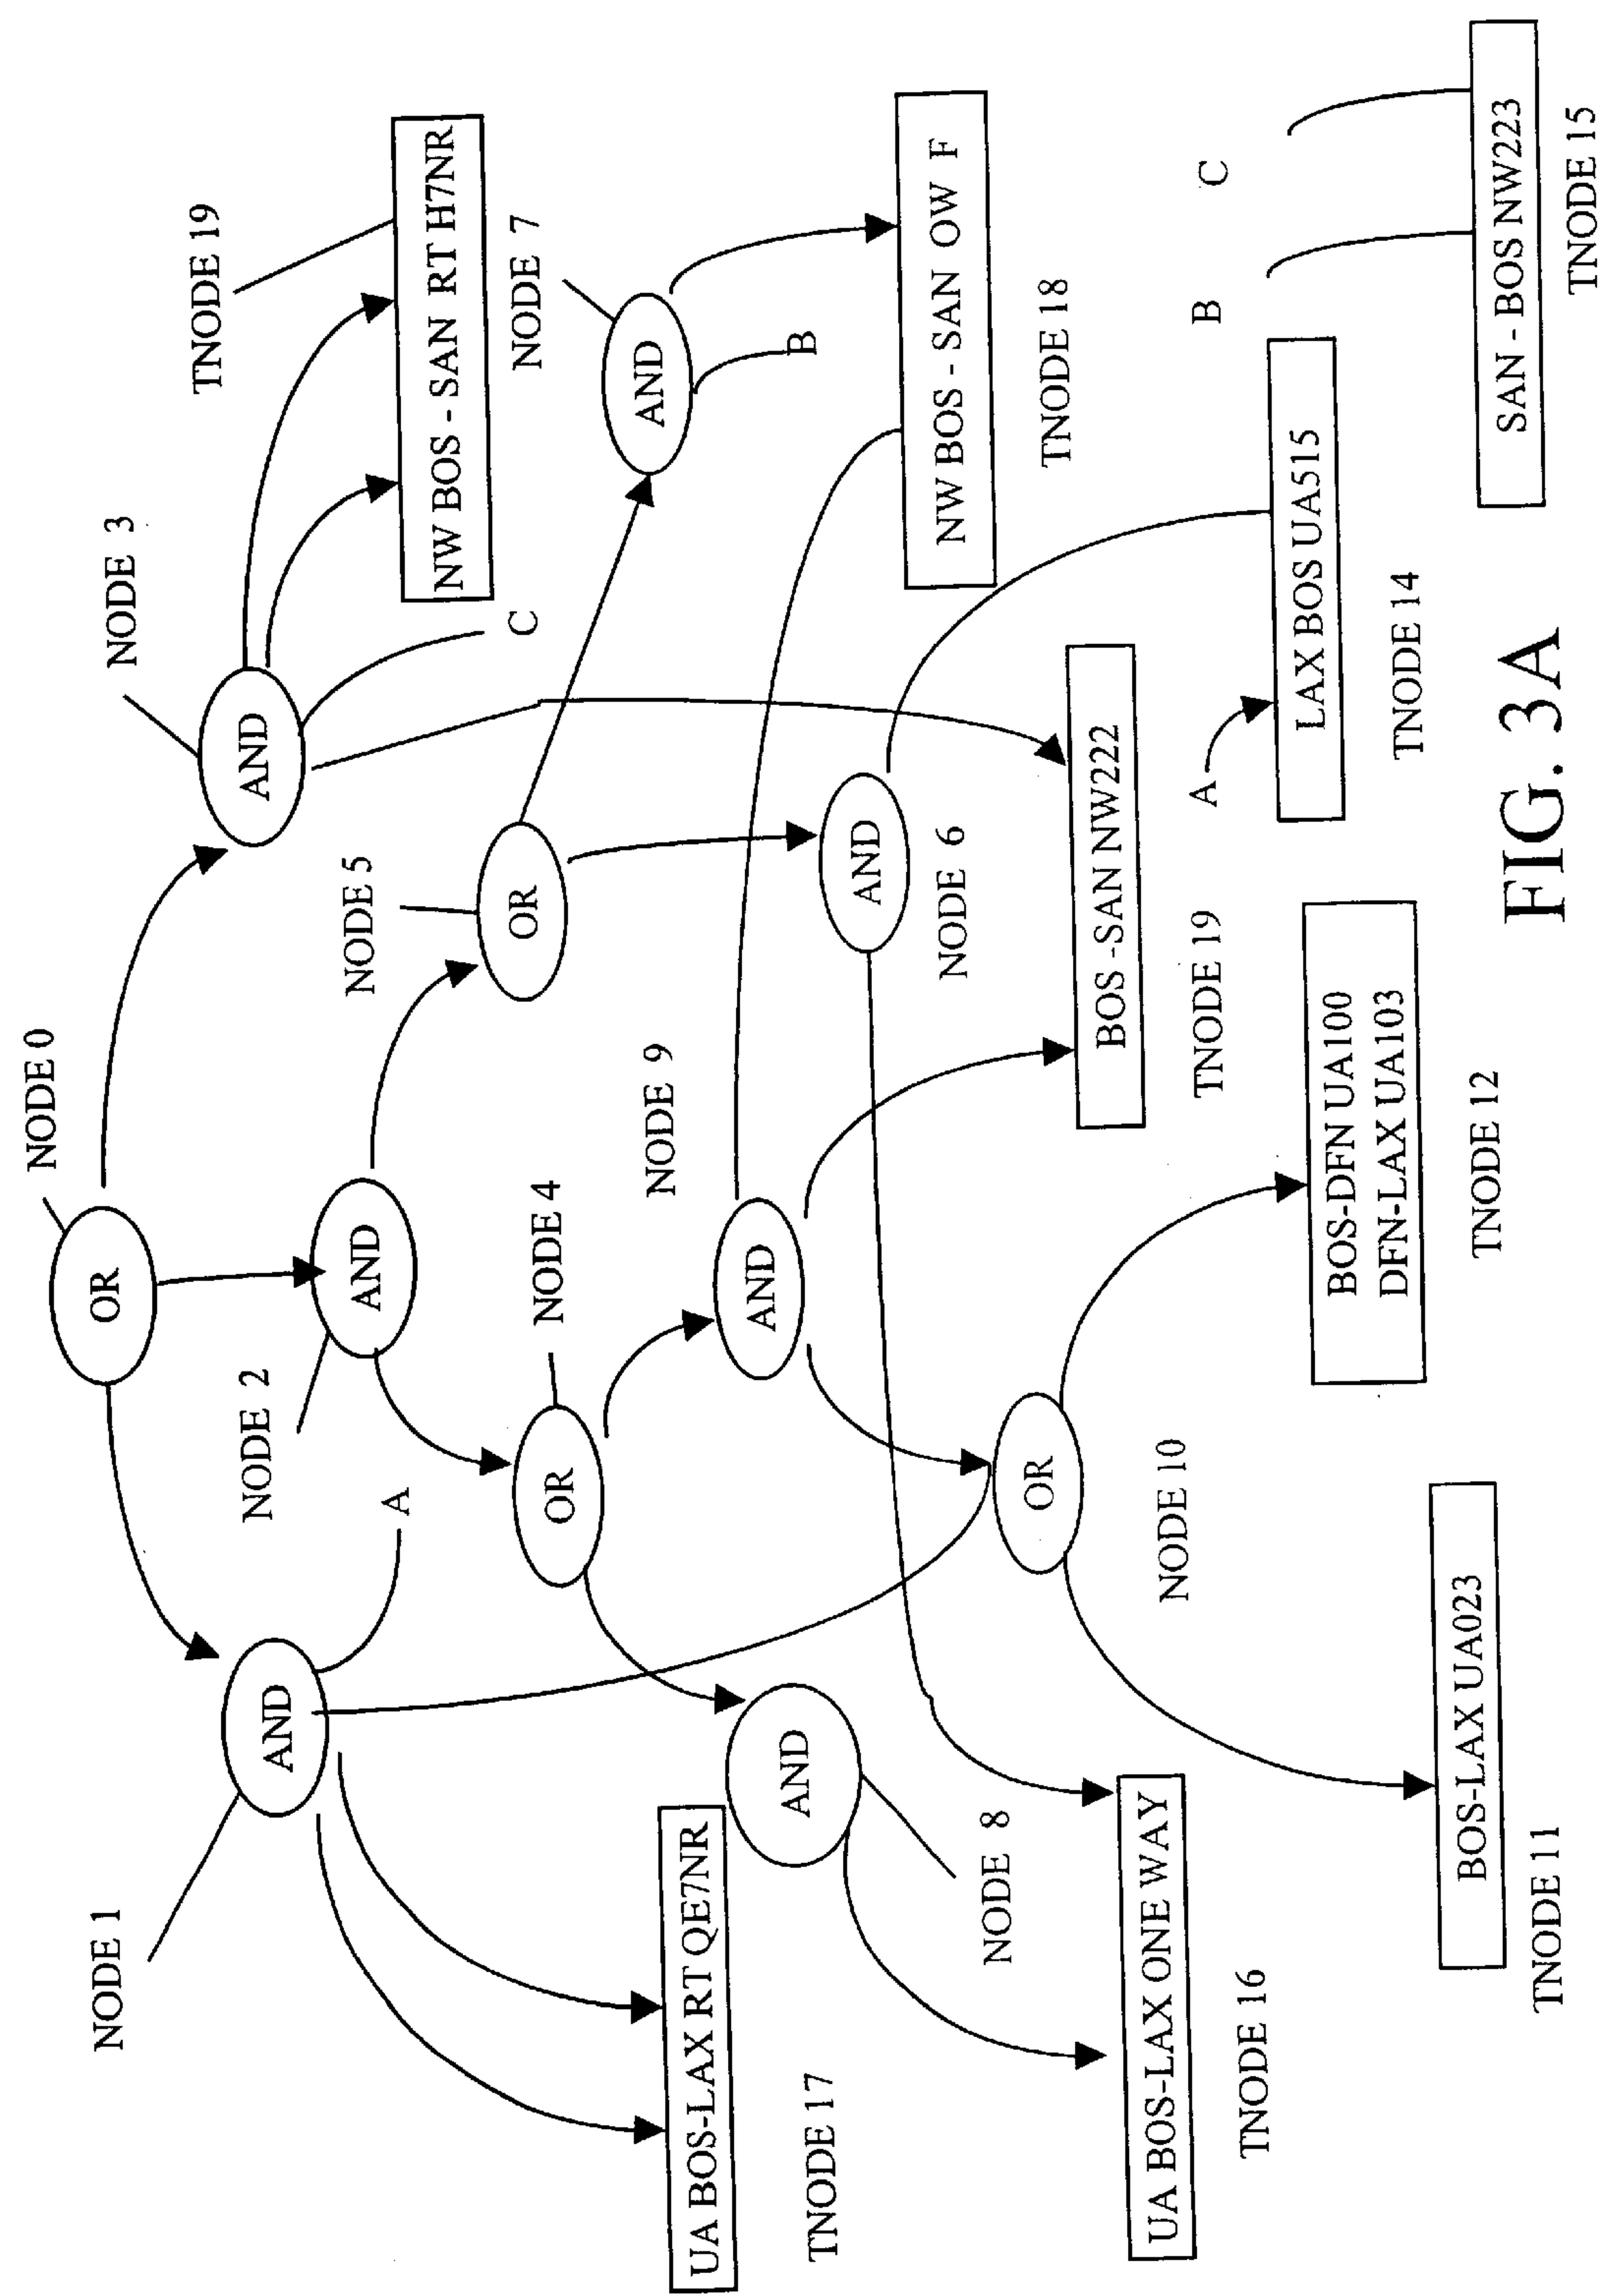 NODE 0
OR
NODE 1
AND
A
NODE 2
AND
NODE 3
AND
C
TNODE 19
NW BOS - SAN RT H7NR
NODE 4
OR
NODE 5
OR
NODE 7
AND
B
UA BOS-LAX RT QE7NR
TNODE 17
AND
NODE 8
NODE 9
AND
AND
NODE 6
NW BOS - SAN OW F
TNODE 18
OR
NODE 10
BOS -SAN NW222
TNODE 19
UA BOS-LAX ONE WAY
TNODE 16
A
B
C
BOS-DFN UA100
DFN-LAX UA103
TNODE 12
LAX BOS UA515
TNODE 14
BOS-LAX UA023
TNODE 11
SAN - BOS NW223
TNODE 15
FIG. 3A